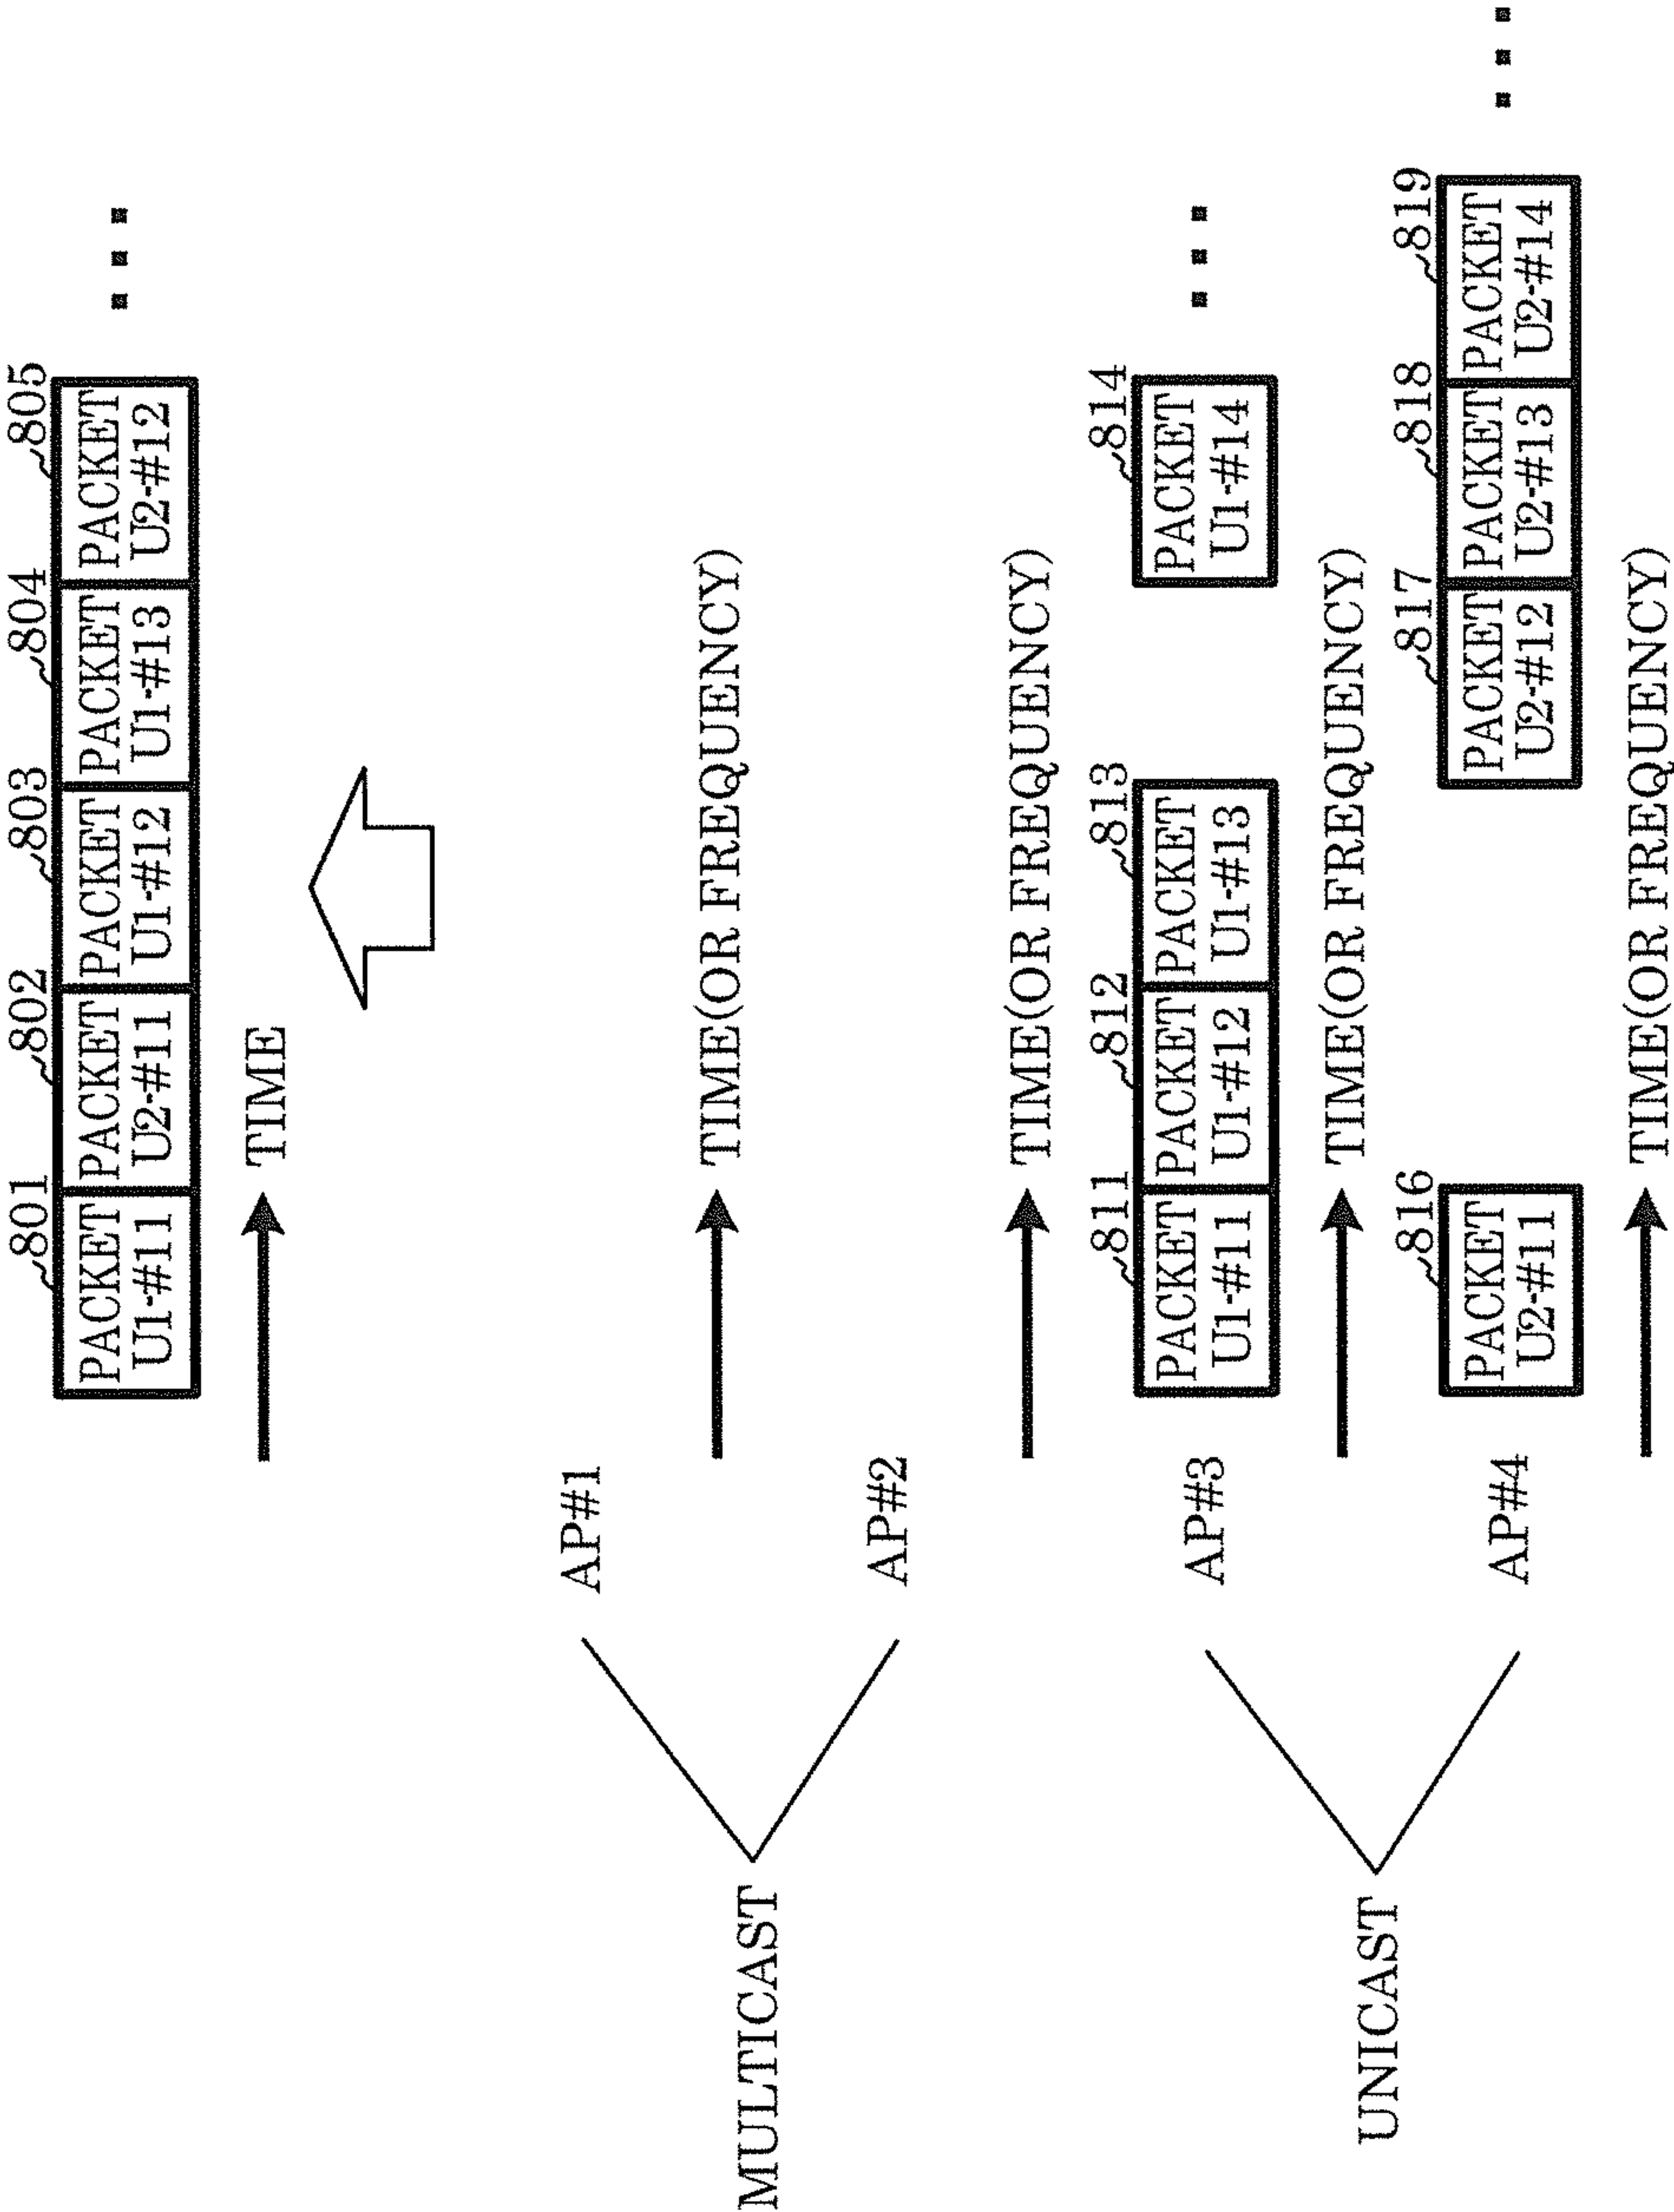 801 802 803 804 805
PACKET U1-#11 PACKET U2-#11 PACKET U1-#12 PACKET U1-#13 PACKET U2-#12
TIME
MULTICAST
AP#1
TIME(OR FREQUENCY)
AP#2
TIME(OR FREQUENCY)
UNICAST
AP#3
811 812 813 814
PACKET U1-#11 PACKET U1-#12 PACKET U1-#13 PACKET U1-#14
TIME(OR FREQUENCY)
AP#4
816 817 818 819
PACKET U2-#11 PACKET U2-#12 PACKET U2-#13 PACKET U2-#14
TIME(OR FREQUENCY)